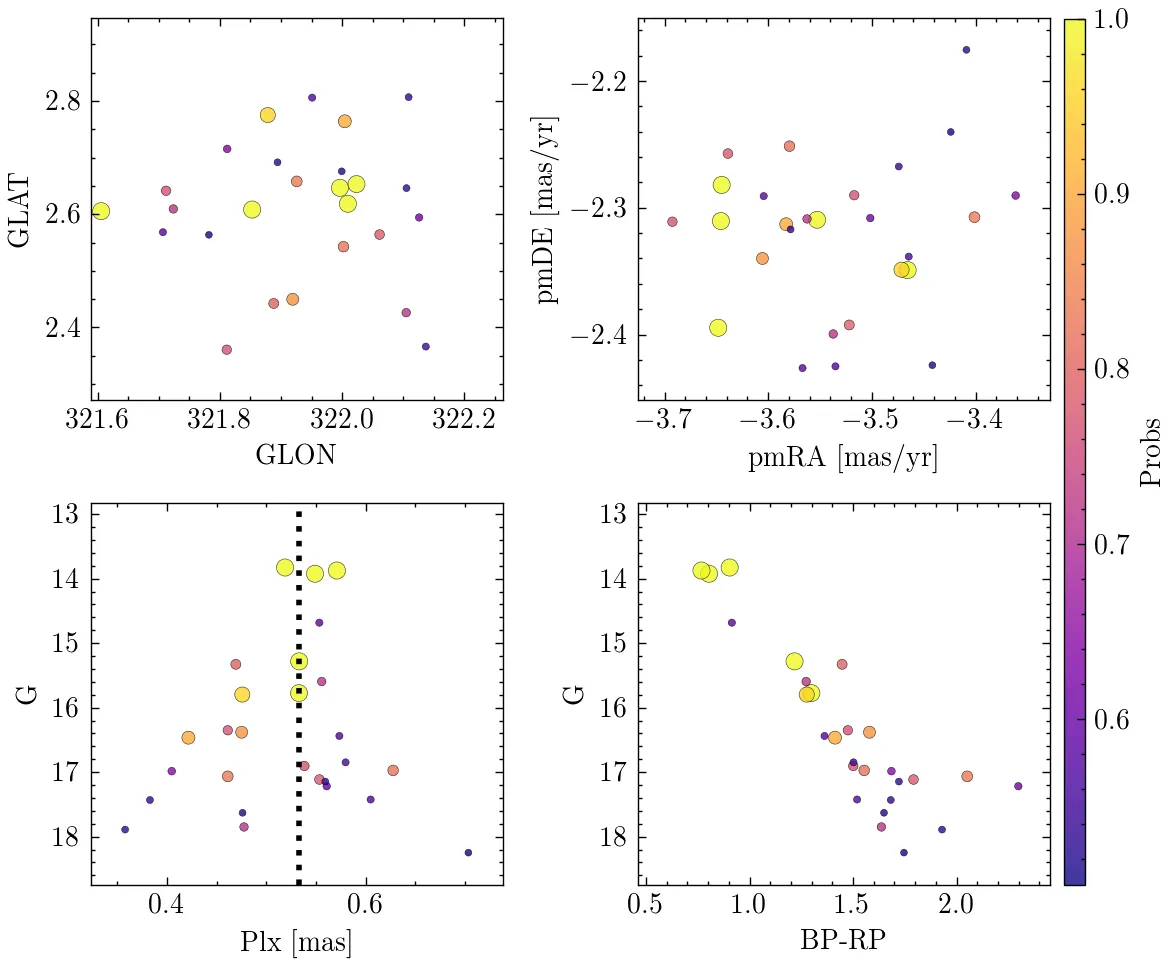 2.8
2.6
2.4
GLAT
321.6 321.8 322.0 322.2
GLON
−2.2
−2.3
−2.4
pmDE [mas/yr]
−3.7 −3.6 −3.5 −3.4
pmRA [mas/yr]
13
14
15
16
17
18
G
0.4 0.6
Plx [mas]
13
14
15
16
17
18
G
0.5 1.0 1.5 2.0
BP-RP
1.0
0.9
0.8
0.7
0.6
Probs